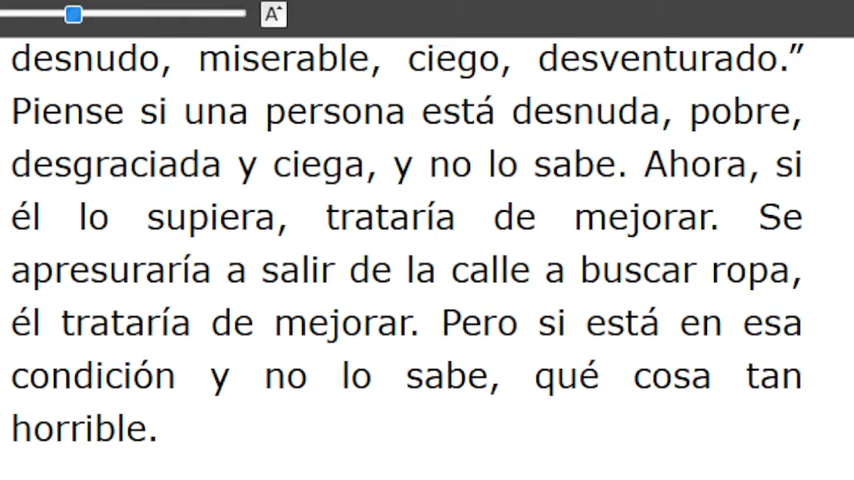 A
desnudo, miserable, ciego, desventurado.”
Piense si una persona está desnuda, pobre,
desgraciada y ciega, y no lo sabe. Ahora, si
él lo supiera, trataría de mejorar. Se
apresuraría a salir de la calle a buscar ropa,
él trataría de mejorar. Pero si está en esa
condición y no lo sabe, qué cosa tan
horrible.